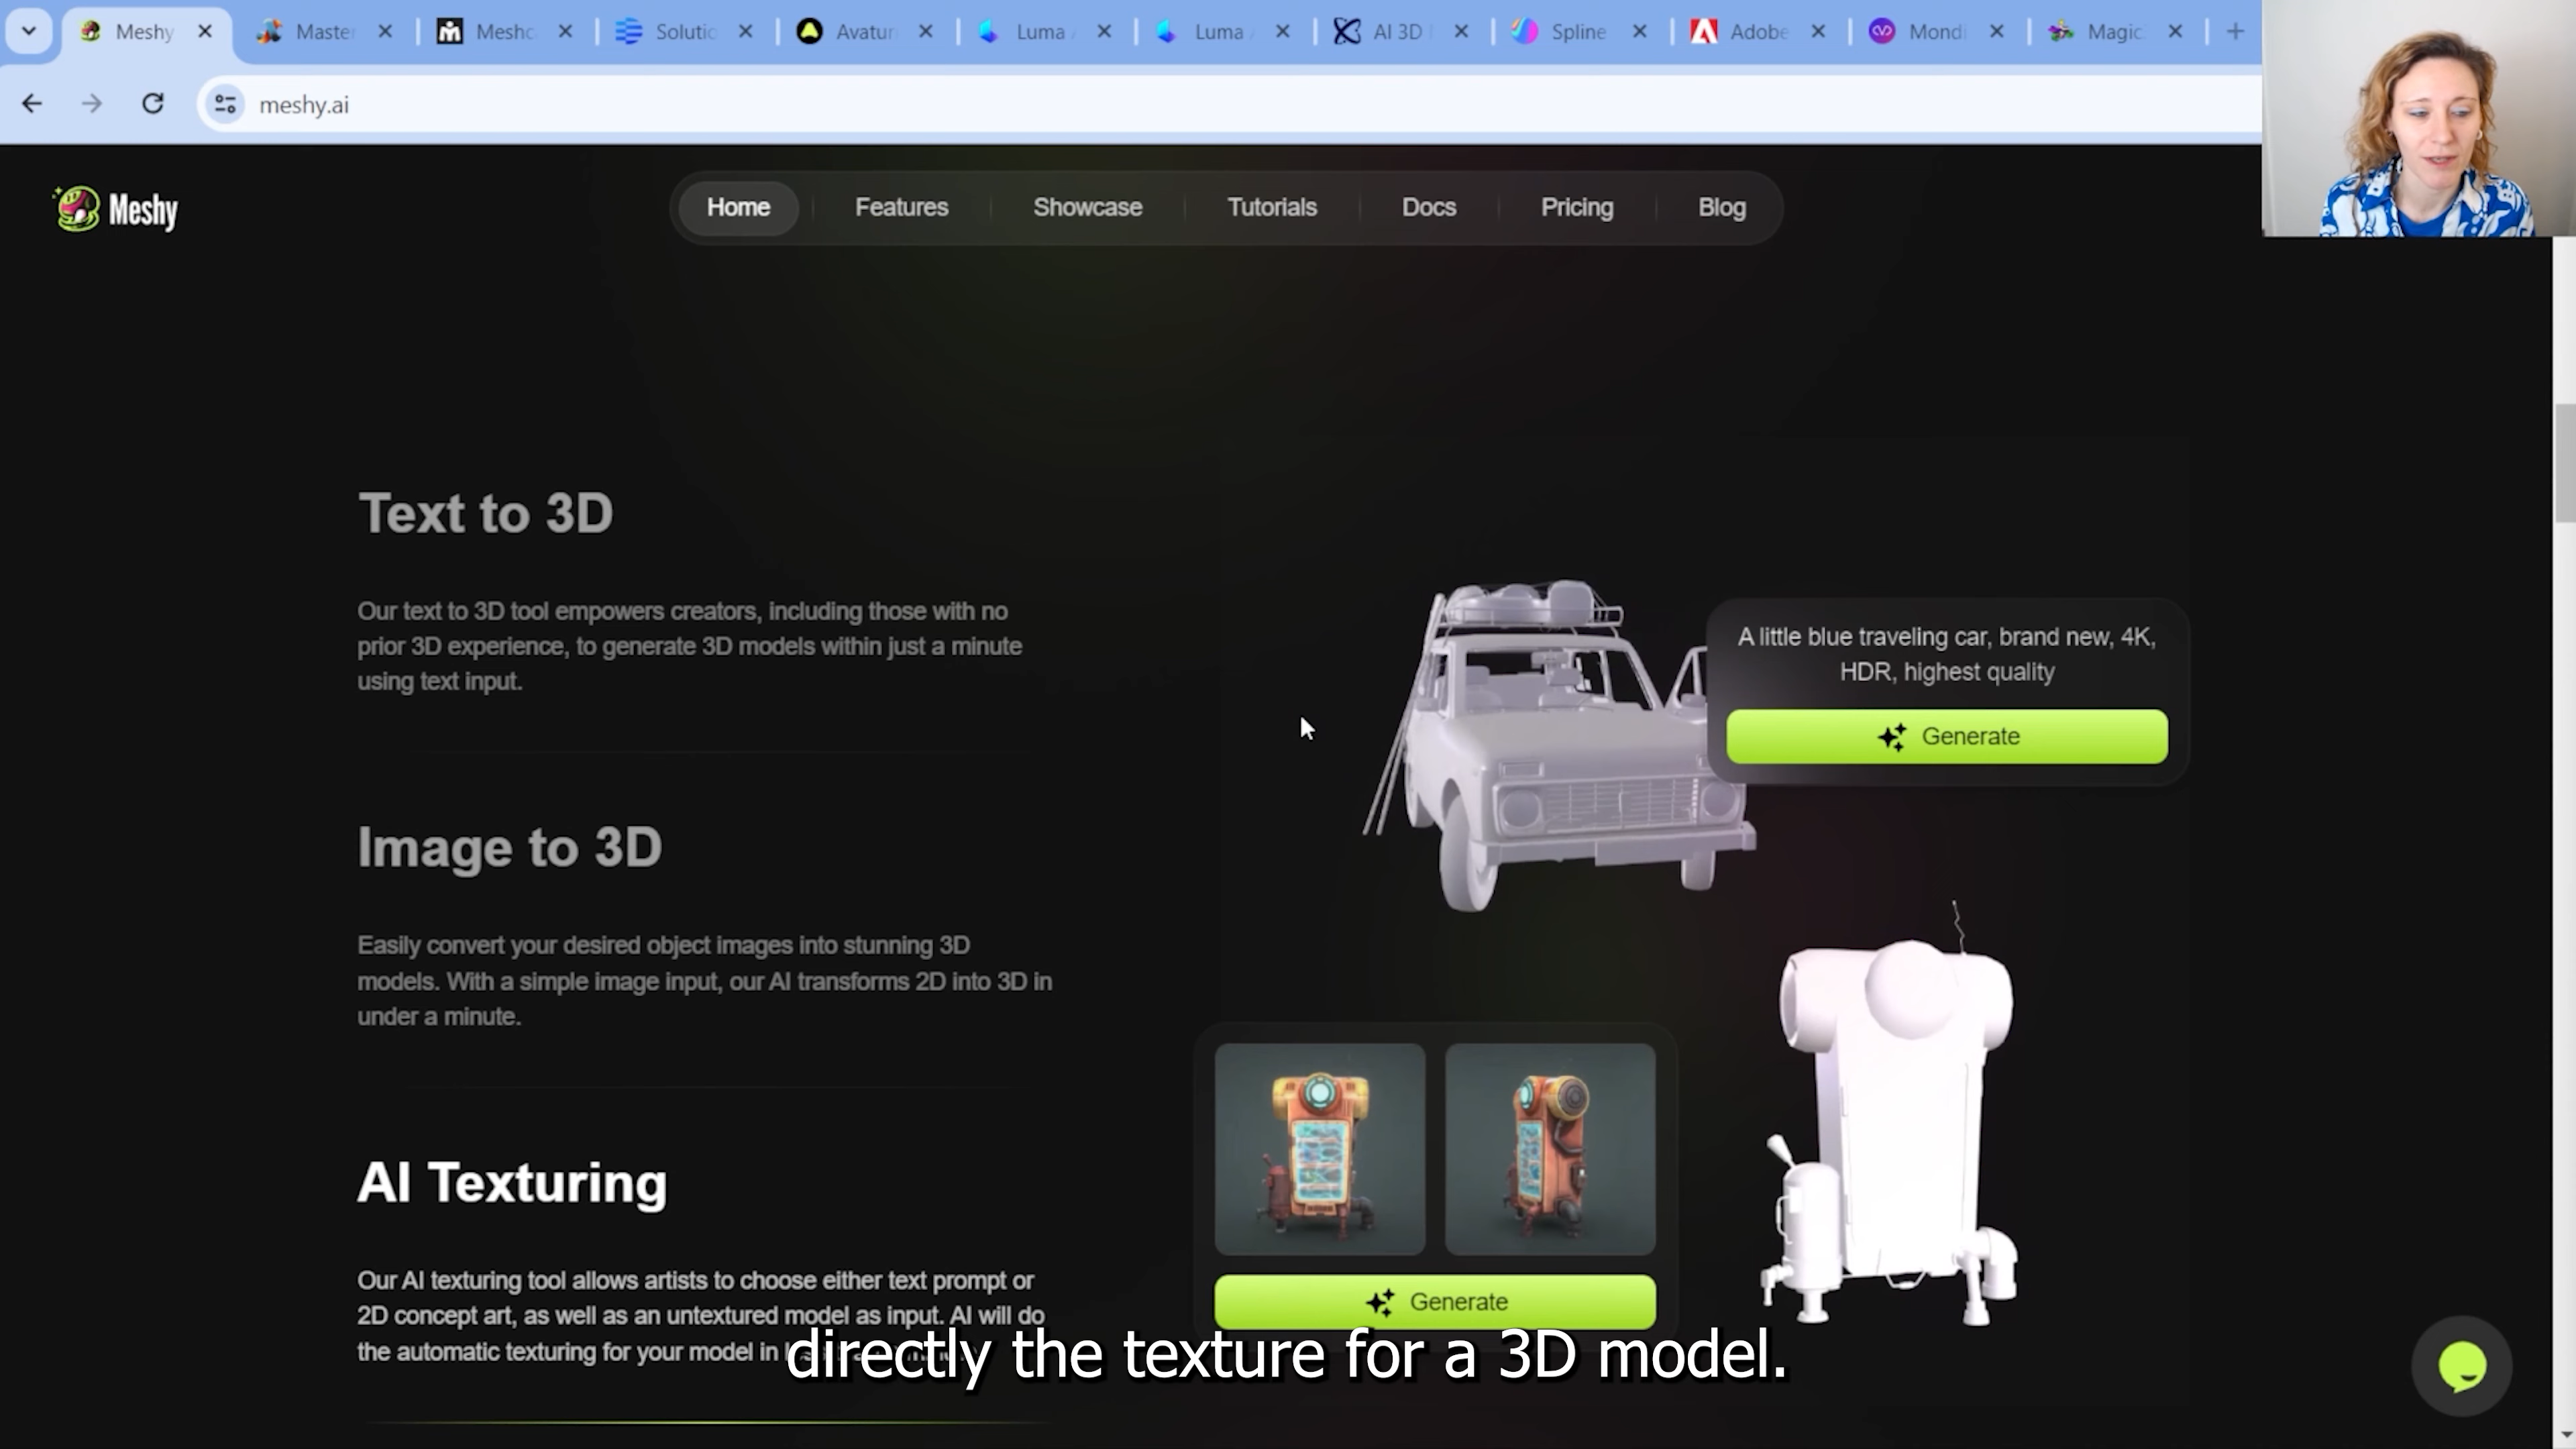 Meshy
Master
Meshc
Solutio
Avatur
Luma
Luma
AI 3D
Spline
Adobe
Mondi
Magic
meshy.ai
Meshy
Home
Features
Showcase
Tutorials
Docs
Pricing
Blog
Text to 3D
Our text to 3D tool empowers creators, including those with no
prior 3D experience, to generate 3D models within just a minute
using text input.
A little blue traveling car, brand new, 4K,
HDR, highest quality
Generate
Image to 3D
Easily convert your desired object images into stunning 3D
models. With a simple image input, our AI transforms 2D into 3D in
under a minute.
Generate
AI Texturing
Our AI texturing tool allows artists to choose either text prompt or
2D concept art, as well as an untextured model as input. AI will do
the automatic texturing for your model in
directly the texture for a 3D model.